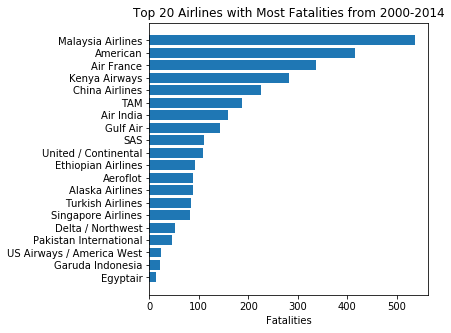 Top 20 Airlines with Most Fatalities from 2000-2014
Malaysia Airlines
American
Air France
Kenya Airways
China Airlines
TAM
Air India
Gulf Air
SAS
United / Continental
Ethiopian Airlines
Aeroflot
Alaska Airlines
Turkish Airlines
Singapore Airlines
Delta / Northwest
Pakistan International
US Airways / America West
Garuda Indonesia
Egyptair
0 100 200 300 400 500
Fatalities